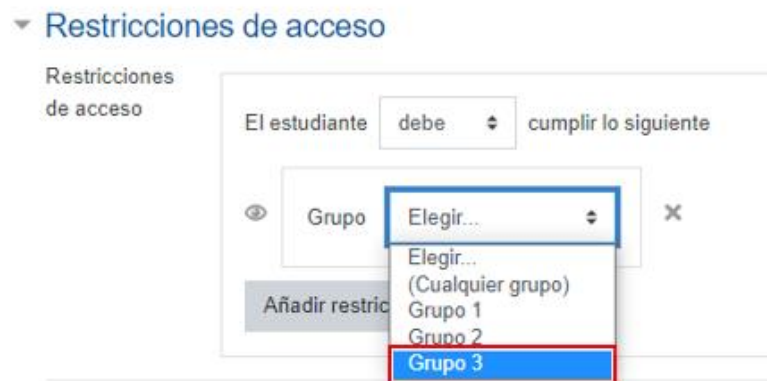 Restricciones de acceso
Restricciones
de acceso
El estudiante debe cumplir lo siguiente
Grupo Elegir...
Elegir...
(Cualquier grupo)
Grupo 1
Grupo 2
Grupo 3
Añadir restric